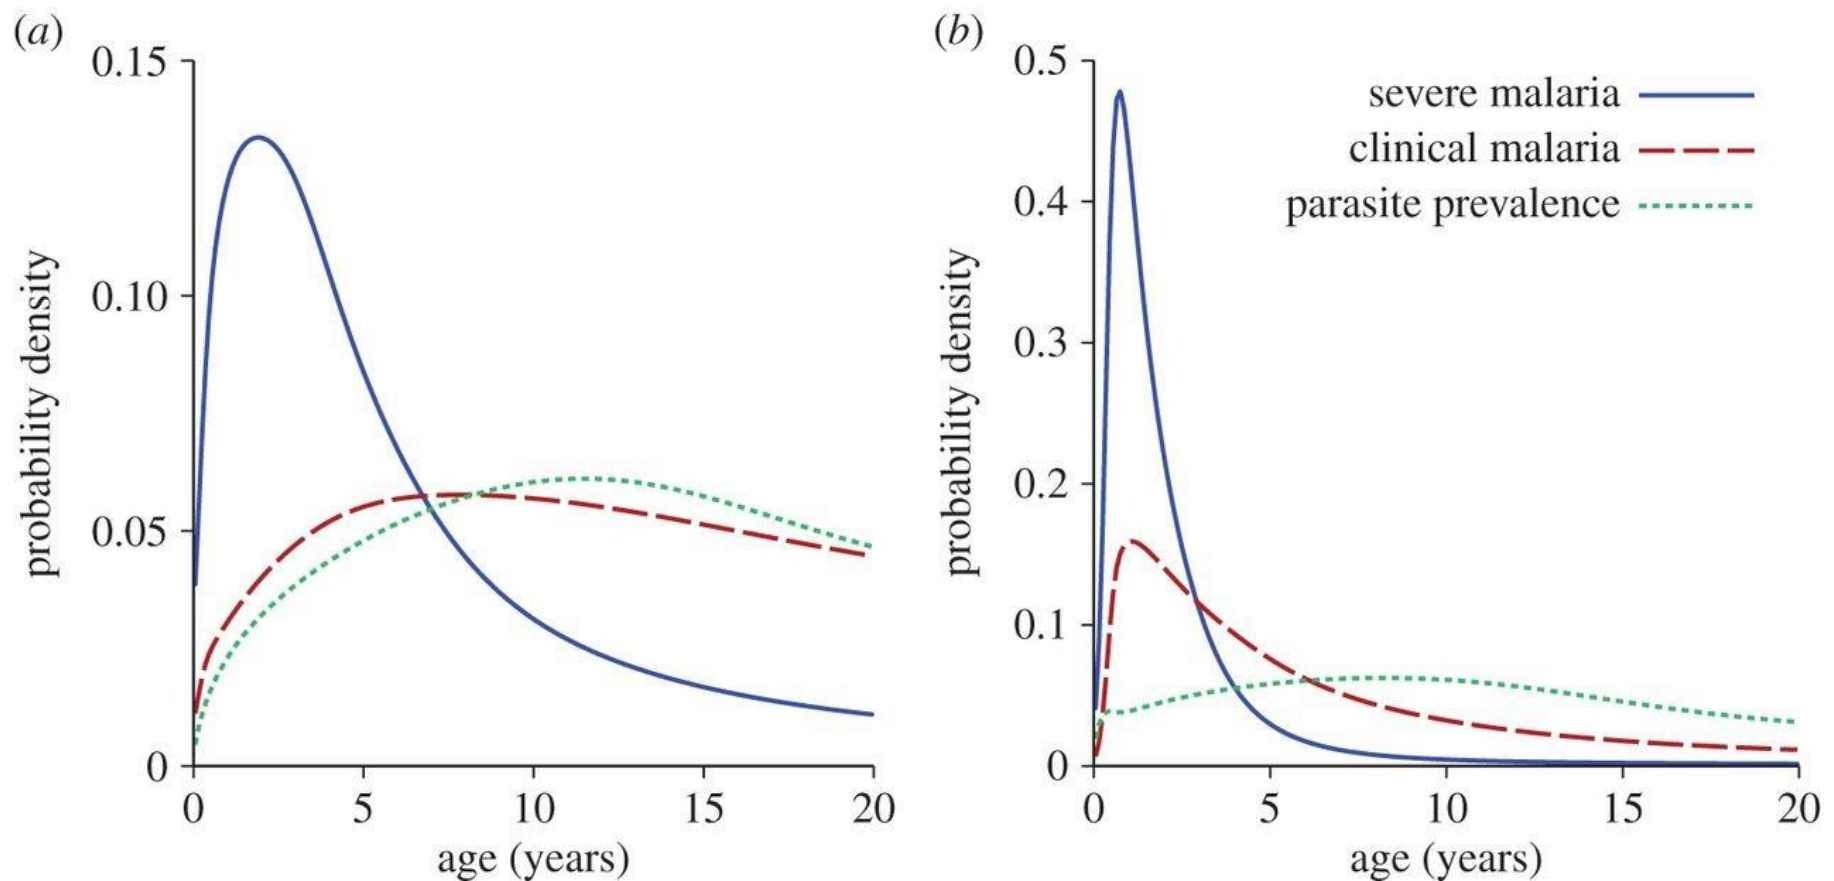 (a)
0.15
0.10
0.05
0
probability density
0 5 10 15 20
age (years)
(b)
0.5
0.4
0.3
0.2
0.1
0
probability density
0 5 10 15 20
age (years)
severe malaria
clinical malaria
parasite prevalence